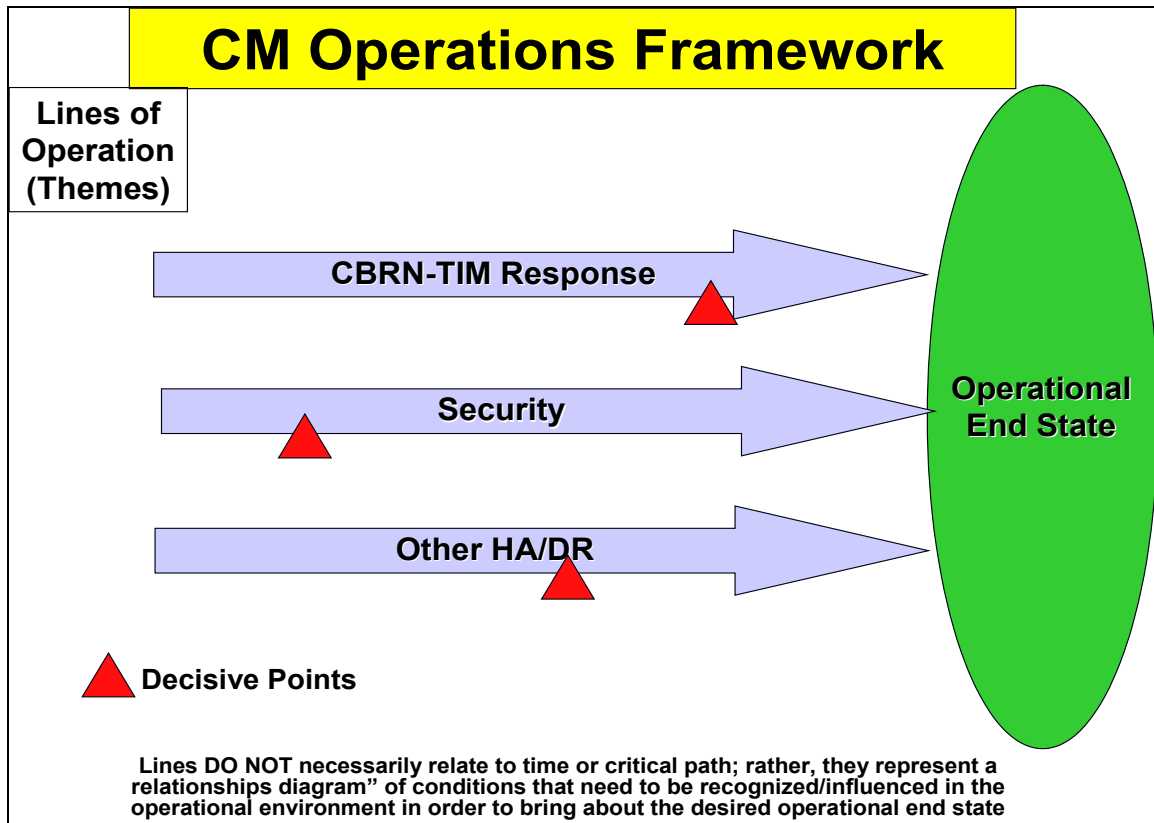 CM Operations Framework
Lines of
Operation
(Themes)
CBRN-TIM Response
Security
Other HA/DR
Operational
End State
Decisive Points
Lines DO NOT necessarily relate to time or critical path; rather, they represent a
relationships diagram” of conditions that need to be recognized/influenced in the
operational environment in order to bring about the desired operational end state